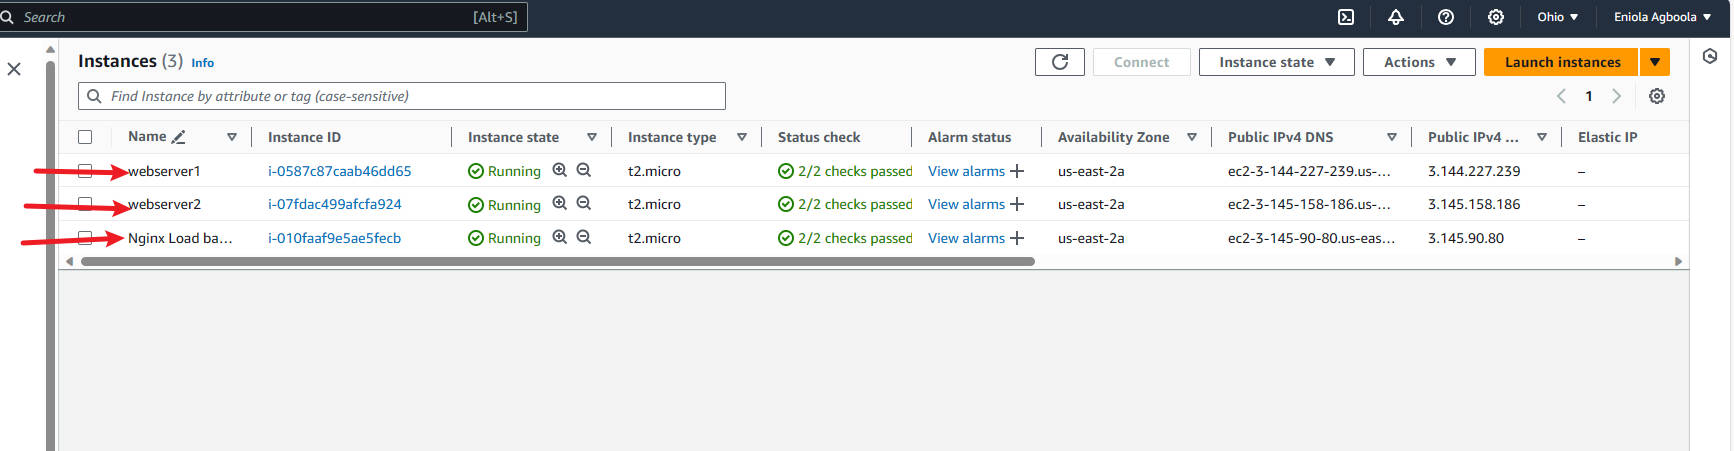 Search [Alt+S] Ohio Eniola Agboola
Instances (3) Info Connect Instance state Actions Launch instances
Find Instance by attribute or tag (case-sensitive) 1
Name Instance ID Instance state Instance type Status check Alarm status Availability Zone Public IPv4 DNS Public IPv4 ... Elastic IP
webserver1 i-0587c87caab46dd65 Running t2.micro 2/2 checks passed View alarms + us-east-2a ec2-3-144-227-239.us-... 3.144.227.239 –
webserver2 i-07fdac499afcfa924 Running t2.micro 2/2 checks passed View alarms + us-east-2a ec2-3-145-158-186.us-... 3.145.158.186 –
Nginx Load ba... i-010faaf9e5ae5fecb Running t2.micro 2/2 checks passed View alarms + us-east-2a ec2-3-145-90-80.us-eas... 3.145.90.80 –